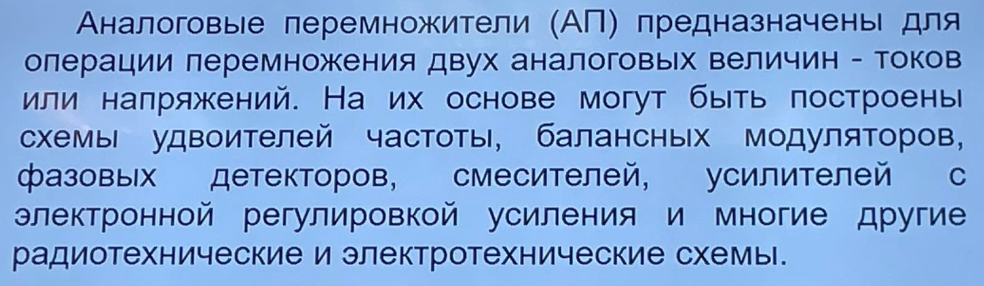 Аналоговые перемножители (АП) предназначены для
операции перемножения двух аналоговых величин - токов
или напряжений. На их основе могут быть построены
схемы удвоителей частоты, балансных модуляторов,
фазовых детекторов, смесителей, усилителей с
электронной регулировкой усиления и многие другие
радиотехнические и электротехнические схемы.